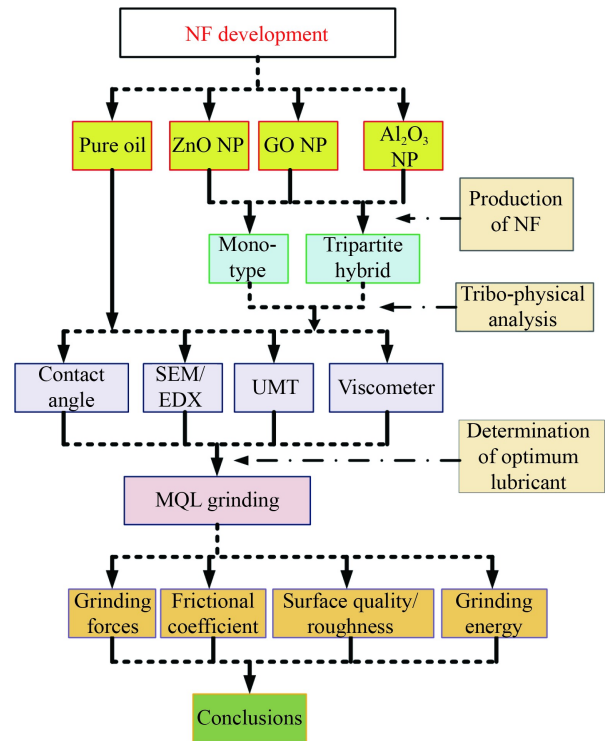 NF development
Pure oil
ZnO NP
GO NP
Al₂O₃
NP
Production
of NF
Mono-
type
Tripartite
hybrid
Tribo-physical
analysis
Contact
angle
SEM/
EDX
UMT
Viscometer
Determination
of optimum
lubricant
MQL grinding
Grinding
forces
Frictional
coefficient
Surface quality/
roughness
Grinding
energy
Conclusions